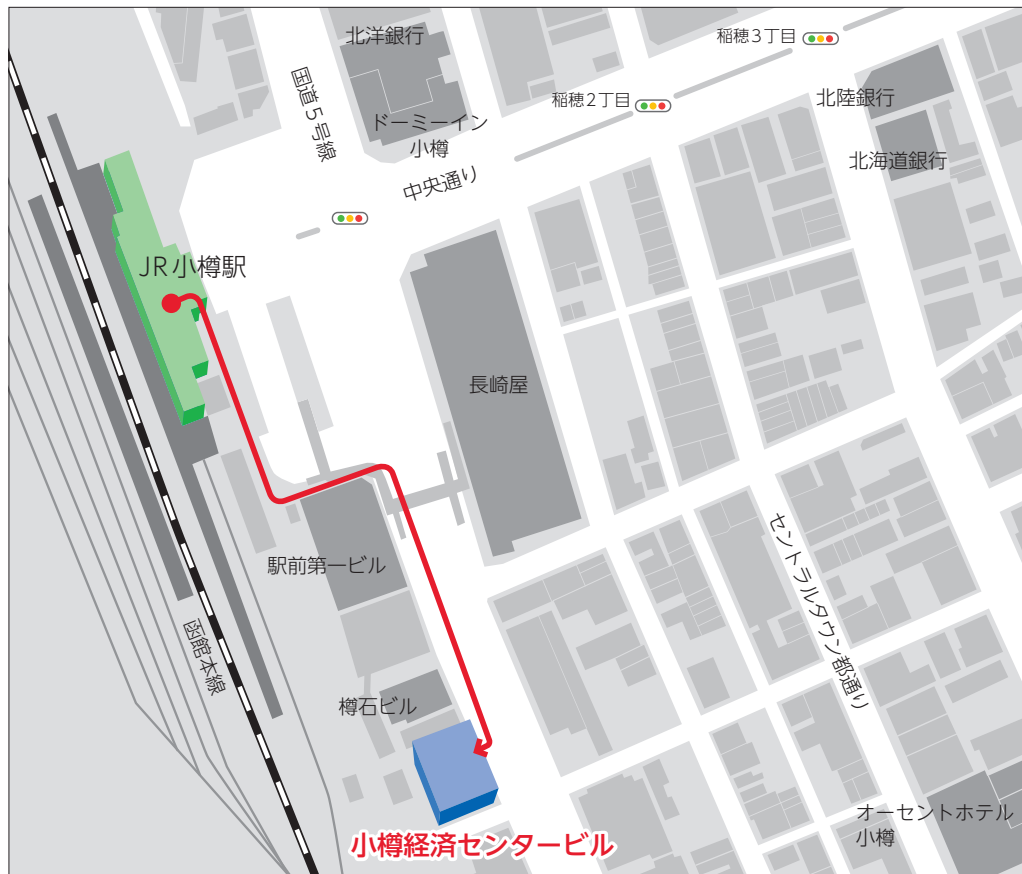 北洋銀行
稲穂3丁目
国道5号線
稲穂2丁目
北陸銀行
ドーミーイン
小樽
北海道銀行
中央通り
JR小樽駅
長崎屋
セントラルタウン都通り
駅前第一ビル
函館本線
樽石ビル
オーセントホテル
小樽
小樽経済センタービル